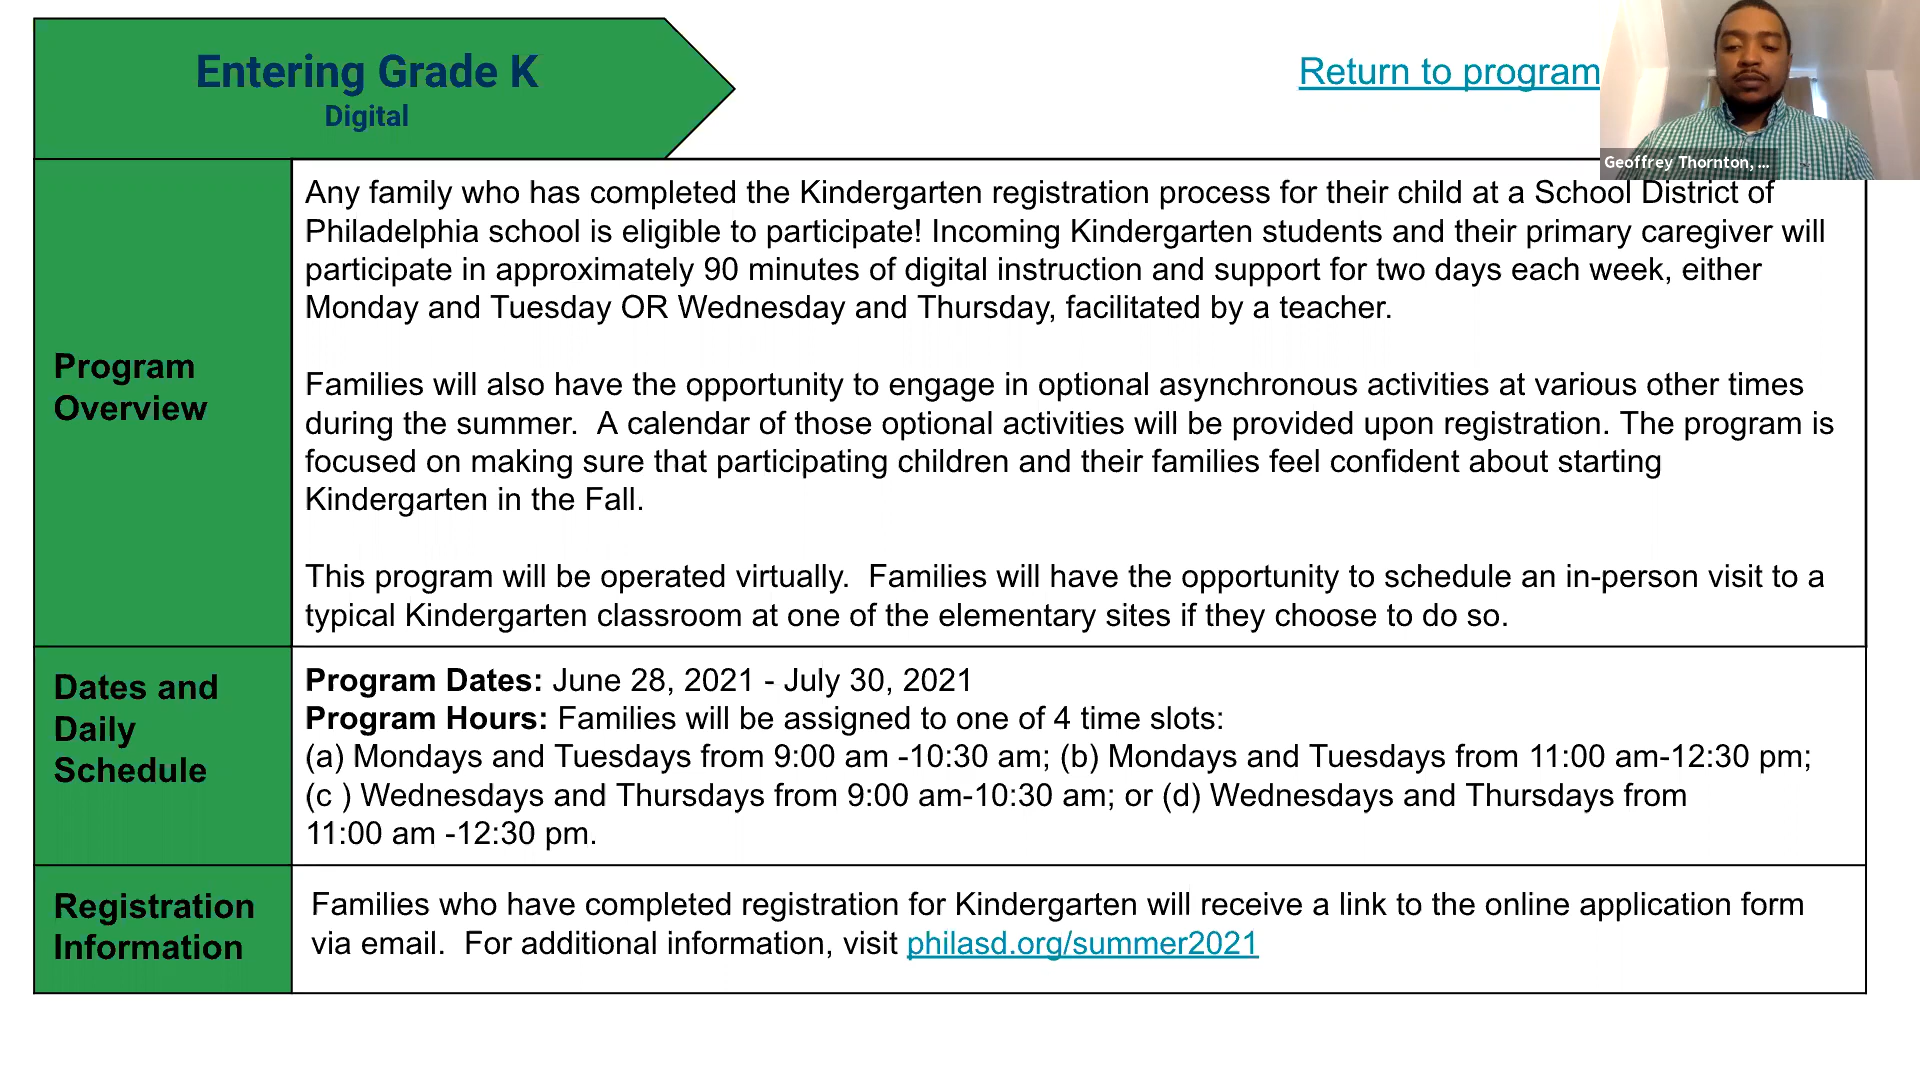 Entering Grade K
Digital
Return to program
Geoffrey Thornton, ...
Program
Overview
Any family who has completed the Kindergarten registration process for their child at a School District of
Philadelphia school is eligible to participate! Incoming Kindergarten students and their primary caregiver will
participate in approximately 90 minutes of digital instruction and support for two days each week, either
Monday and Tuesday OR Wednesday and Thursday, facilitated by a teacher.
Families will also have the opportunity to engage in optional asynchronous activities at various other times
during the summer.  A calendar of those optional activities will be provided upon registration. The program is
focused on making sure that participating children and their families feel confident about starting
Kindergarten in the Fall.
This program will be operated virtually.  Families will have the opportunity to schedule an in-person visit to a
typical Kindergarten classroom at one of the elementary sites if they choose to do so.
Dates and
Daily
Schedule
Program Dates: June 28, 2021 - July 30, 2021
Program Hours: Families will be assigned to one of 4 time slots:
(a) Mondays and Tuesdays from 9:00 am -10:30 am; (b) Mondays and Tuesdays from 11:00 am-12:30 pm;
(c ) Wednesdays and Thursdays from 9:00 am-10:30 am; or (d) Wednesdays and Thursdays from
11:00 am -12:30 pm.
Registration
Information
Families who have completed registration for Kindergarten will receive a link to the online application form
via email.  For additional information, visit philasd.org/summer2021